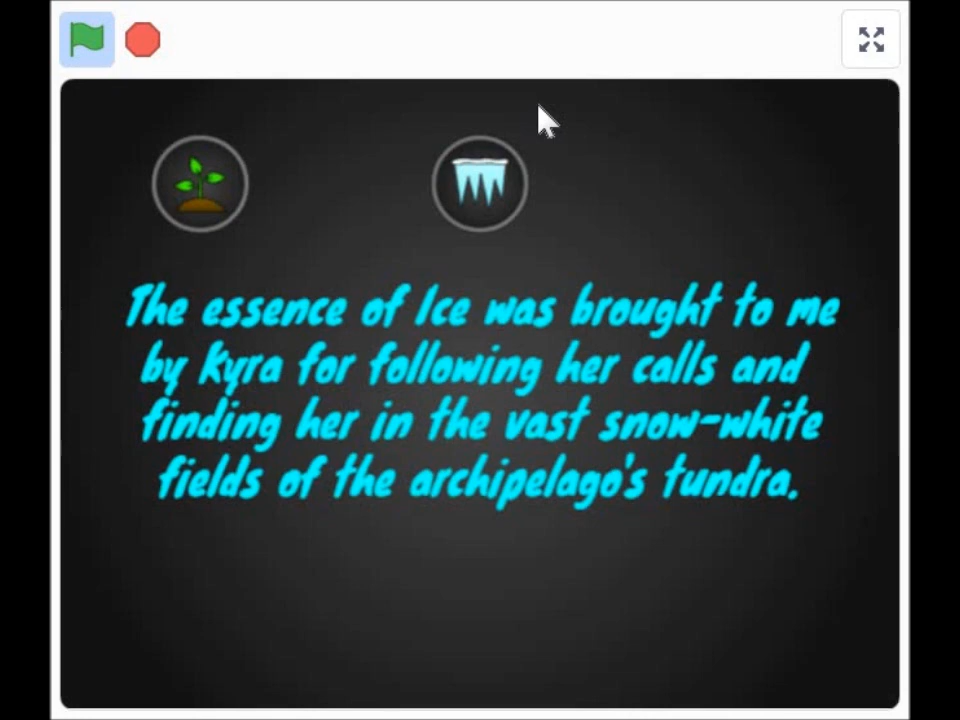 The essence of Ice was brought to me
by Kyra for following her calls and
finding her in the vast snow-white
fields of the archipelago's tundra.